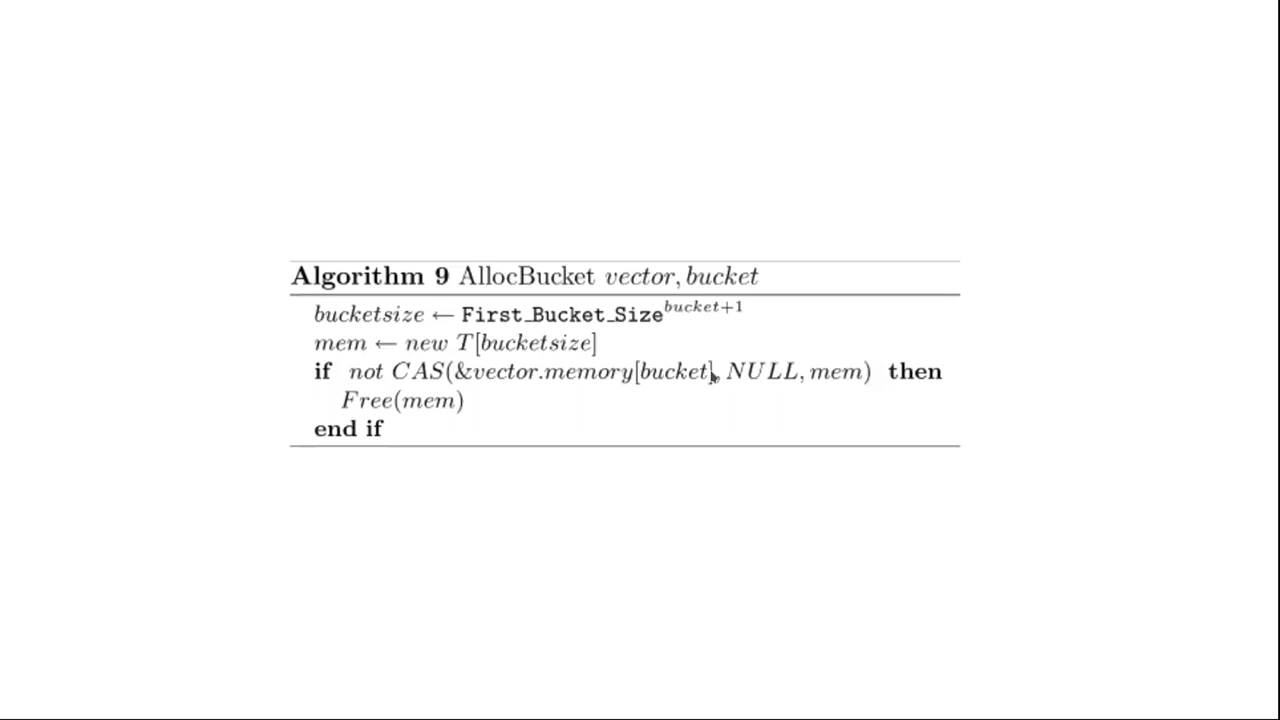 Algorithm 9 AllocBucket vector, bucket
bucketsize ← First_Bucket_Size^{bucket+1}
mem ← new T[bucketsize]
if not CAS(&vector.memory[bucket], NULL, mem) then
Free(mem)
end if